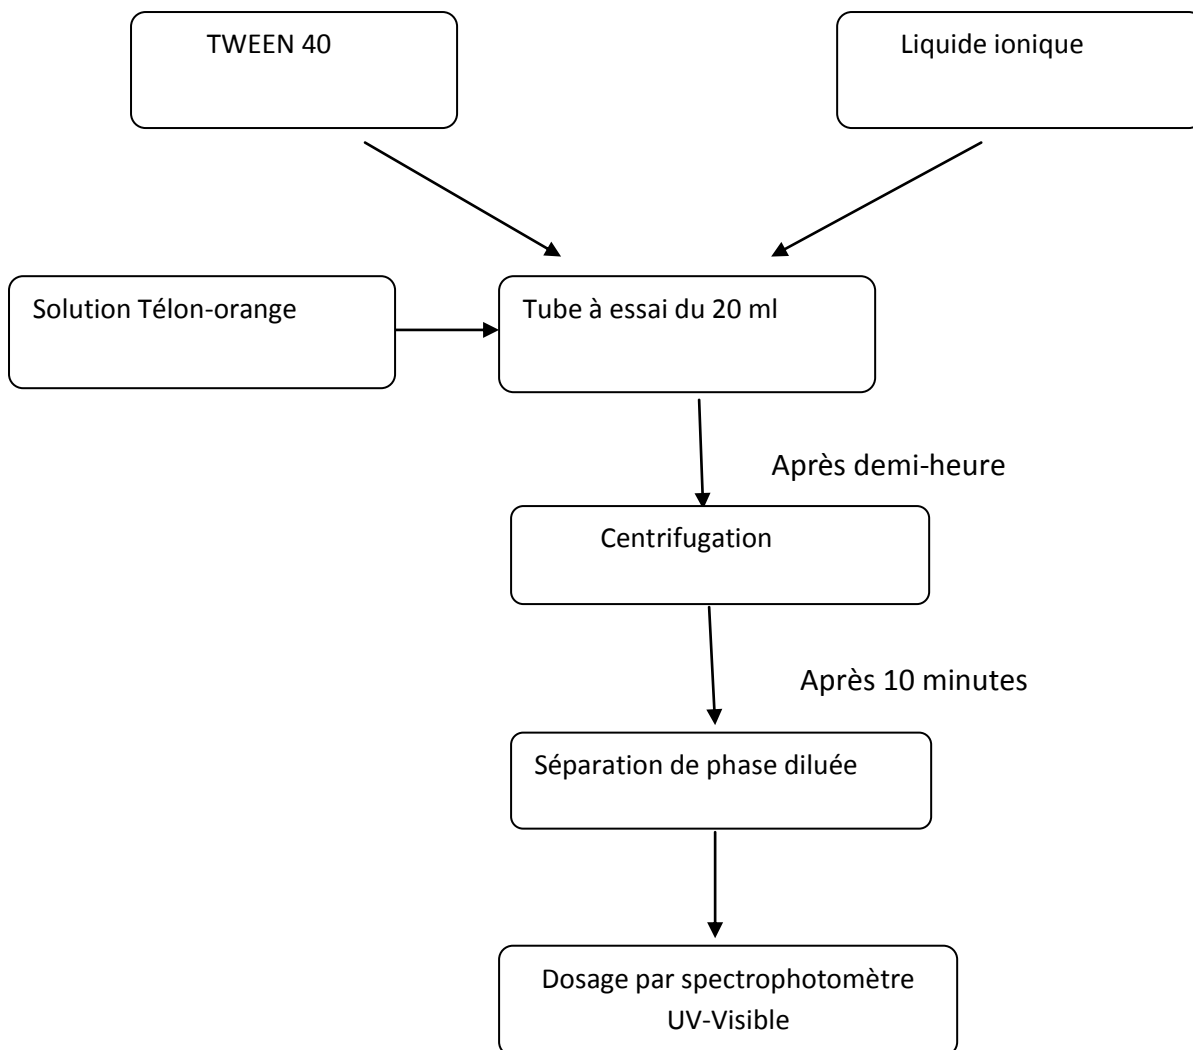 TWEEN 40
Liquide ionique
Solution Télon-orange
Tube à essai du 20 ml
Après demi-heure
Centrifugation
Après 10 minutes
Séparation de phase diluée
Dosage par spectrophotomètre
UV-Visible